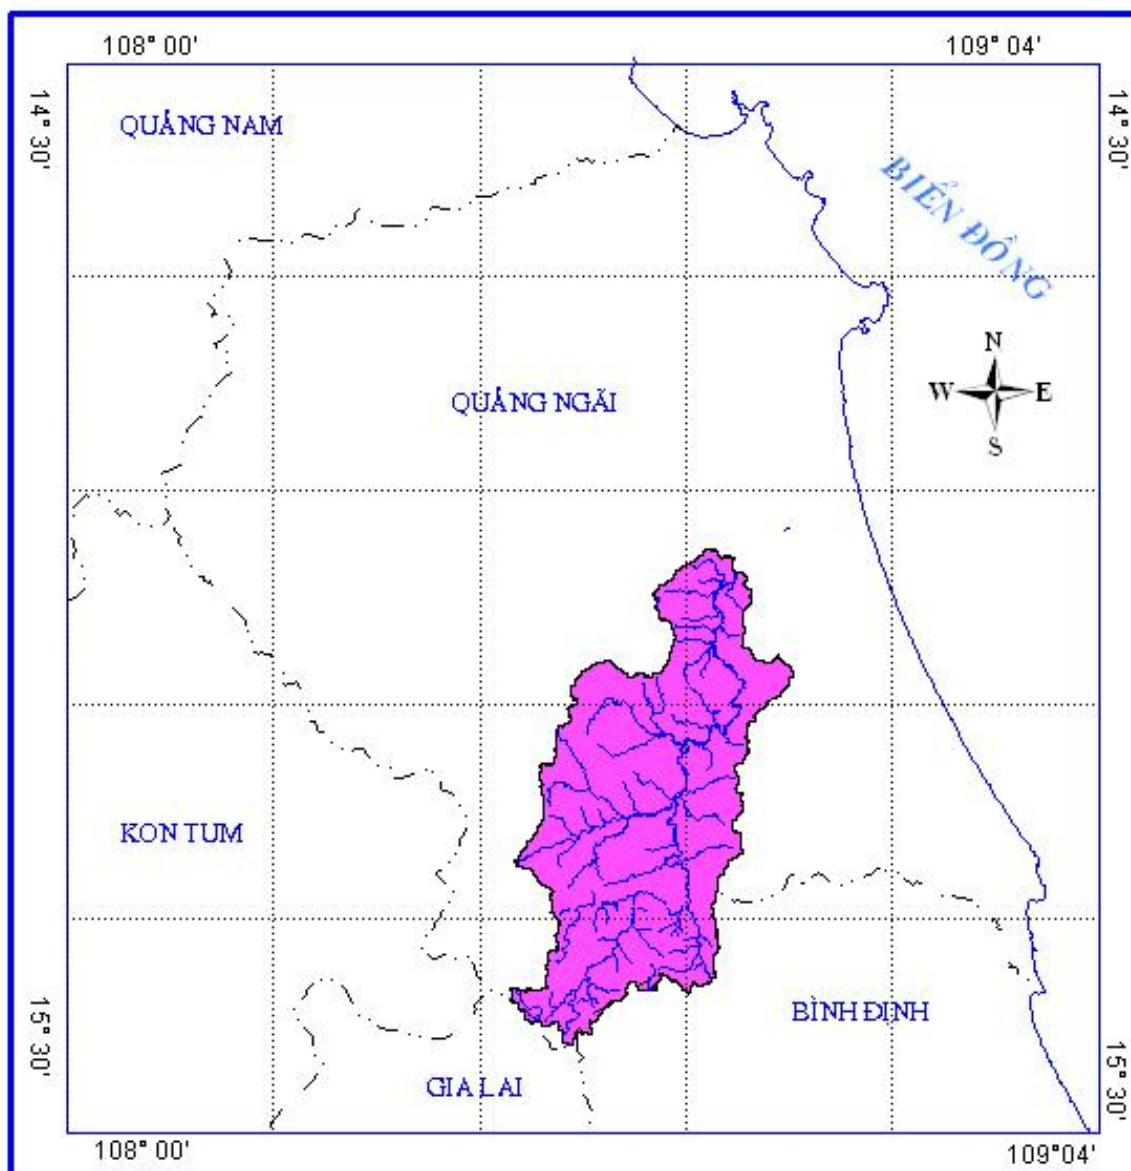 108° 00'
109° 04'
14° 30'
14° 30'
QUẢNG NAM
BIỂN ĐỒNG
N
W
E
S
QUẢNG NGÃI
KON TUM
BÌNH ĐỊNH
GIA LAI
15° 30'
15° 30'
108° 00'
109°04'